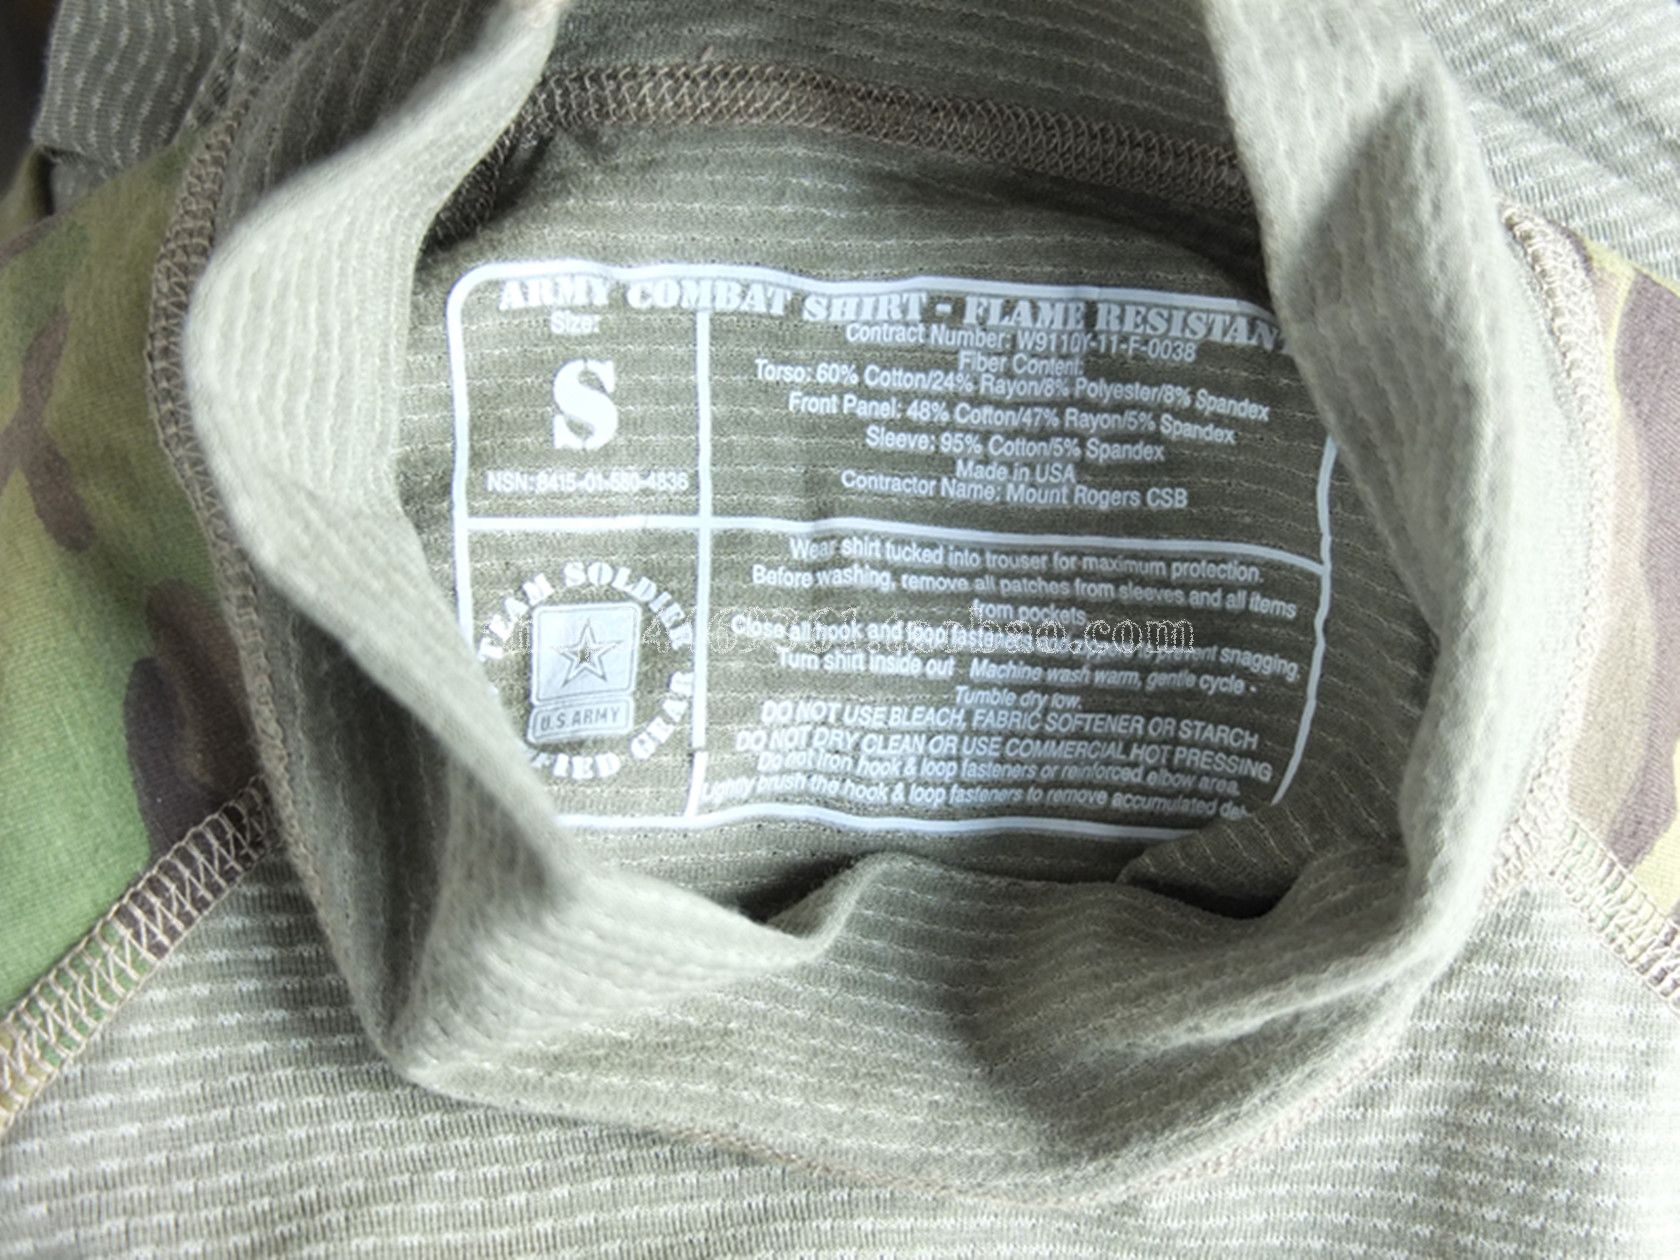 ARMY COMBAT SHIRT - FLAME RESISTANT
Size:
S
NSN: 8415-01-580-4836
Contract Number: W911QY-11-F-0038
Fiber Content:
Torso: 60% Cotton/24% Rayon/8% Polyester/8% Spandex
Front Panel: 48% Cotton/47% Rayon/5% Spandex
Sleeve: 95% Cotton/5% Spandex
Made in USA
Contractor Name: Mount Rogers CSB
TEAM SOLDIER
U.S. ARMY
GEAR
Wear shirt tucked into trouser for maximum protection.
Before washing, remove all patches from sleeves and all items
from pockets.
Close all hook and loop to prevent snagging.
Turn shirt inside out Machine wash warm, gentle cycle -
Tumble dry low.
DO NOT USE BLEACH, FABRIC SOFTENER OR STARCH
DO NOT DRY CLEAN OR USE COMMERCIAL HOT PRESSING
Do not iron hook & loop fasteners or reinforced elbow area.
Lightly brush the hook & loop fasteners to remove accumulated
.taobao.com